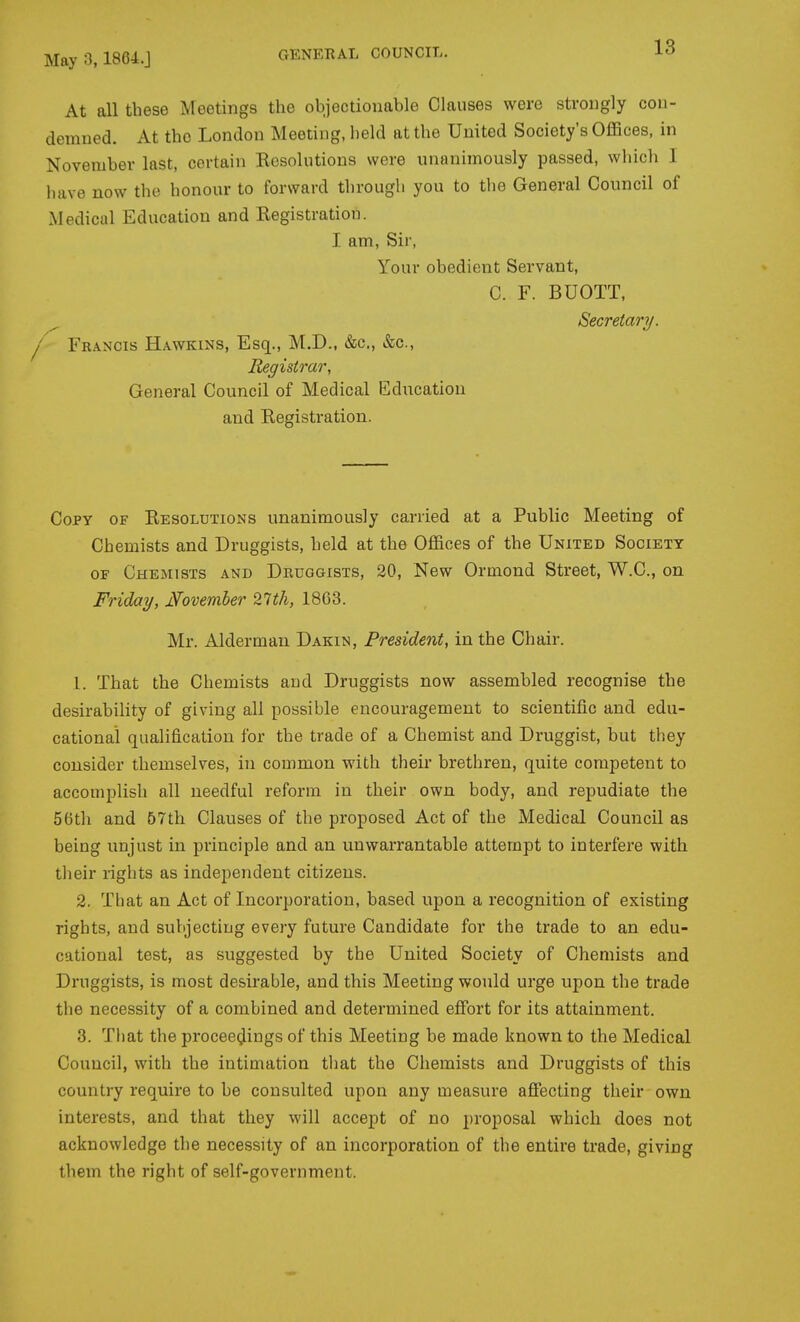 May 3, 1864.]
GENERAL COUNCIL.
13
At all these Meetings the objectionable Clauses were strongly con-
demned. At the London Meeting, held at the United Society's Offices, in
November last, certain Resolutions were unanimously passed, which I
have now the honour to forward through you to the General Council of
Medical Education and Registration.
I am, Sir,
Your obedient Servant,
C. F. BUOTT,
Secretary.
FRANCIS HAWKINS, Esq., M.D., &c., &c.,
Registrar,
General Council of Medical Education
and Registration.
COPY OF RESOLUTIONS unanimously carried at a Public Meeting of
Chemists and Druggists, held at the Offices of the UNITED SOCIETY
OF CHEMISTS AND DRUGGISTS, 20, New Ormond Street, W.C., on
Friday, November 27th, 1863.
Mr. Alderman DAKIN, President, in the Chair.
1. That the Chemists and Druggists now assembled recognise the
desirability of giving all possible encouragement to scientific and edu-
cational qualification for the trade of a Chemist and Druggist, but they
consider themselves, in common with their brethren, quite competent to
accomplish all needful reform in their own body, and repudiate the
56th and 57th Clauses of the proposed Act of the Medical Council as
being unjust in principle and an unwarrantable attempt to interfere with
their rights as independent citizens.
2. That an Act of Incorporation, based upon a recognition of existing
rights, and subjecting every future Candidate for the trade to an edu-
cational test, as suggested by the United Society of Chemists and
Druggists, is most desirable, and this Meeting would urge upon the trade
the necessity of a combined and determined effort for its attainment.
3. That the proceedings of this Meeting be made known to the Medical
Council, with the intimation that the Chemists and Druggists of this
country require to be consulted upon any measure affecting their own
interests, and that they will accept of no proposal which does not
acknowledge the necessity of an incorporation of the entire trade, giving
them the right of self-government.